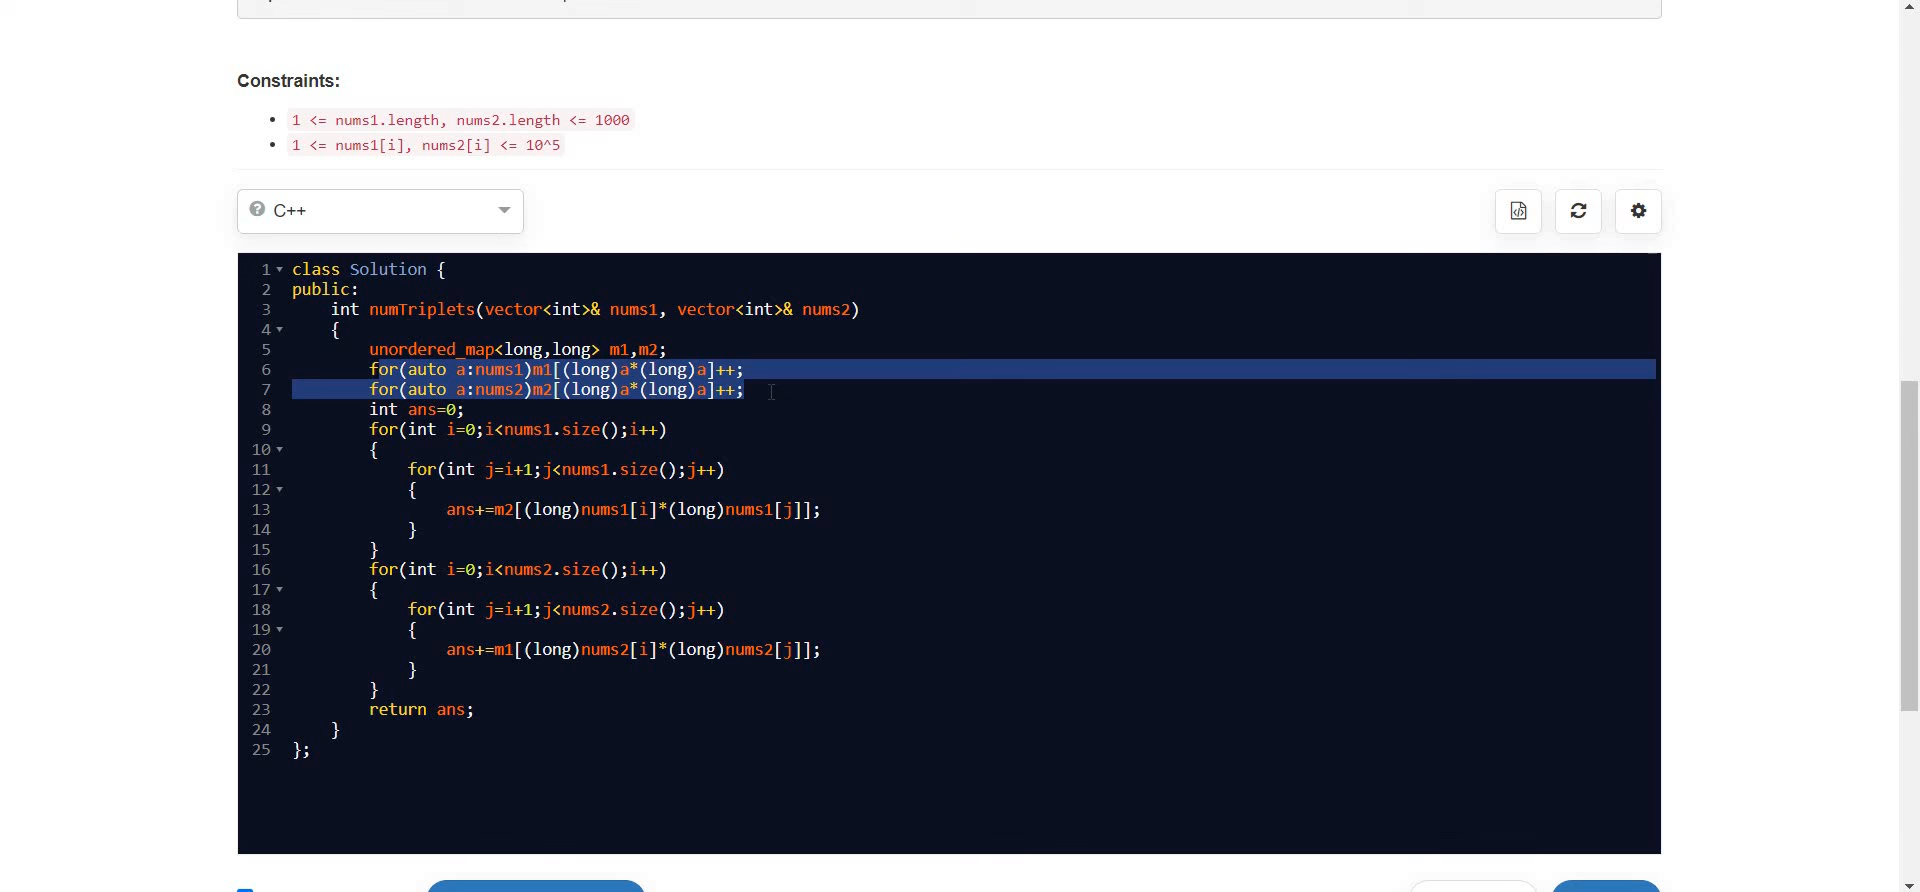 Constraints:
• 1 <= nums1.length, nums2.length <= 1000
• 1 <= nums1[i], nums2[i] <= 10^5
C++
1 class Solution {
2 public:
3     int numTriplets(vector<int>& nums1, vector<int>& nums2)
4     {
5         unordered_map<long,long> m1,m2;
6         for(auto a:nums1)m1[(long)a*(long)a]++;
7         for(auto a:nums2)m2[(long)a*(long)a]++;
8         int ans=0;
9         for(int i=0;i<nums1.size();i++)
10         {
11             for(int j=i+1;j<nums1.size();j++)
12             {
13                 ans+=m2[(long)nums1[i]*(long)nums1[j]];
14             }
15         }
16         for(int i=0;i<nums2.size();i++)
17         {
18             for(int j=i+1;j<nums2.size();j++)
19             {
20                 ans+=m1[(long)nums2[i]*(long)nums2[j]];
21             }
22         }
23         return ans;
24     }
25 };